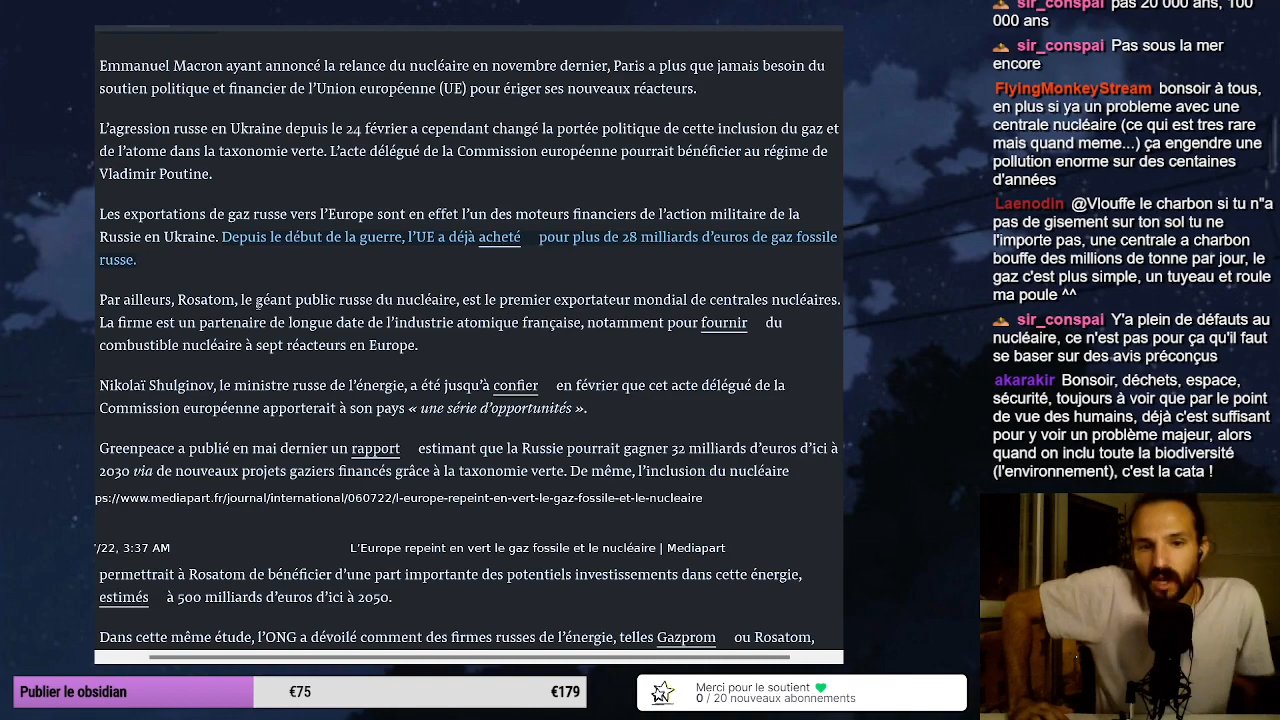 Emmanuel Macron ayant annoncé la relance du nucléaire en novembre dernier, Paris a plus que jamais besoin du
soutien politique et financier de l'Union européenne (UE) pour ériger ses nouveaux réacteurs.
L'agression russe en Ukraine depuis le 24 février a cependant changé la portée politique de cette inclusion du gaz et
de l'atome dans la taxonomie verte. L'acte délégué de la Commission européenne pourrait bénéficier au régime de
Vladimir Poutine.
Les exportations de gaz russe vers l'Europe sont en effet l'un des moteurs financiers de l'action militaire de la
Russie en Ukraine. Depuis le début de la guerre, l'UE a déjà acheté pour plus de 28 milliards d'euros de gaz fossile
russe.
Par ailleurs, Rosatom, le géant public russe du nucléaire, est le premier exportateur mondial de centrales nucléaires.
La firme est un partenaire de longue date de l'industrie atomique française, notamment pour fournir du
combustible nucléaire à sept réacteurs en Europe.
Nikolaï Shulginov, le ministre russe de l'énergie, a été jusqu'à confier en février que cet acte délégué de la
Commission européenne apporterait à son pays « une série d'opportunités ».
Greenpeace a publié en mai dernier un rapport estimant que la Russie pourrait gagner 32 milliards d'euros d'ici à
2030 via de nouveaux projets gaziers financés grâce à la taxonomie verte. De même, l'inclusion du nucléaire
ps://www.mediapart.fr/journal/international/060722/l-europe-repeint-en-vert-le-gaz-fossile-et-le-nucleaire
/22, 3:37 AM L'Europe repeint en vert le gaz fossile et le nucléaire | Mediapart
permettrait à Rosatom de bénéficier d'une part importante des potentiels investissements dans cette énergie,
estimés à 500 milliards d'euros d'ici à 2050.
Dans cette même étude, l'ONG a dévoilé comment des firmes russes de l'énergie, telles Gazprom ou Rosatom,
sir_conspai pas 20 000 ans, 100
000 ans
sir_conspai Pas sous la mer
encore
FlyingMonkeyStream bonsoir à tous,
en plus si ya un probleme avec une
centrale nucléaire (ce qui est tres rare
mais quand meme...) ça engendre une
pollution enorme sur des centaines
d'années
Laenodin @Vlouffe le charbon si tu n"a
pas de gisement sur ton sol tu ne
l'importe pas, une centrale a charbon
bouffe des millions de tonne par jour, le
gaz c'est plus simple, un tuyeau et roule
ma poule ^^
sir_conspai Y'a plein de défauts au
nucléaire, ce n'est pas pour ça qu'il faut
se baser sur des avis préconçus
akarakir Bonsoir, déchets, espace,
sécurité, toujours à voir que par le point
de vue des humains, déjà c'est suffisant
pour y voir un problème majeur, alors
quand on inclu toute la biodiversité
(l'environnement), c'est la cata !
Publier le obsidian €75 €179
Merci pour le soutient
0 / 20 nouveaux abonnements